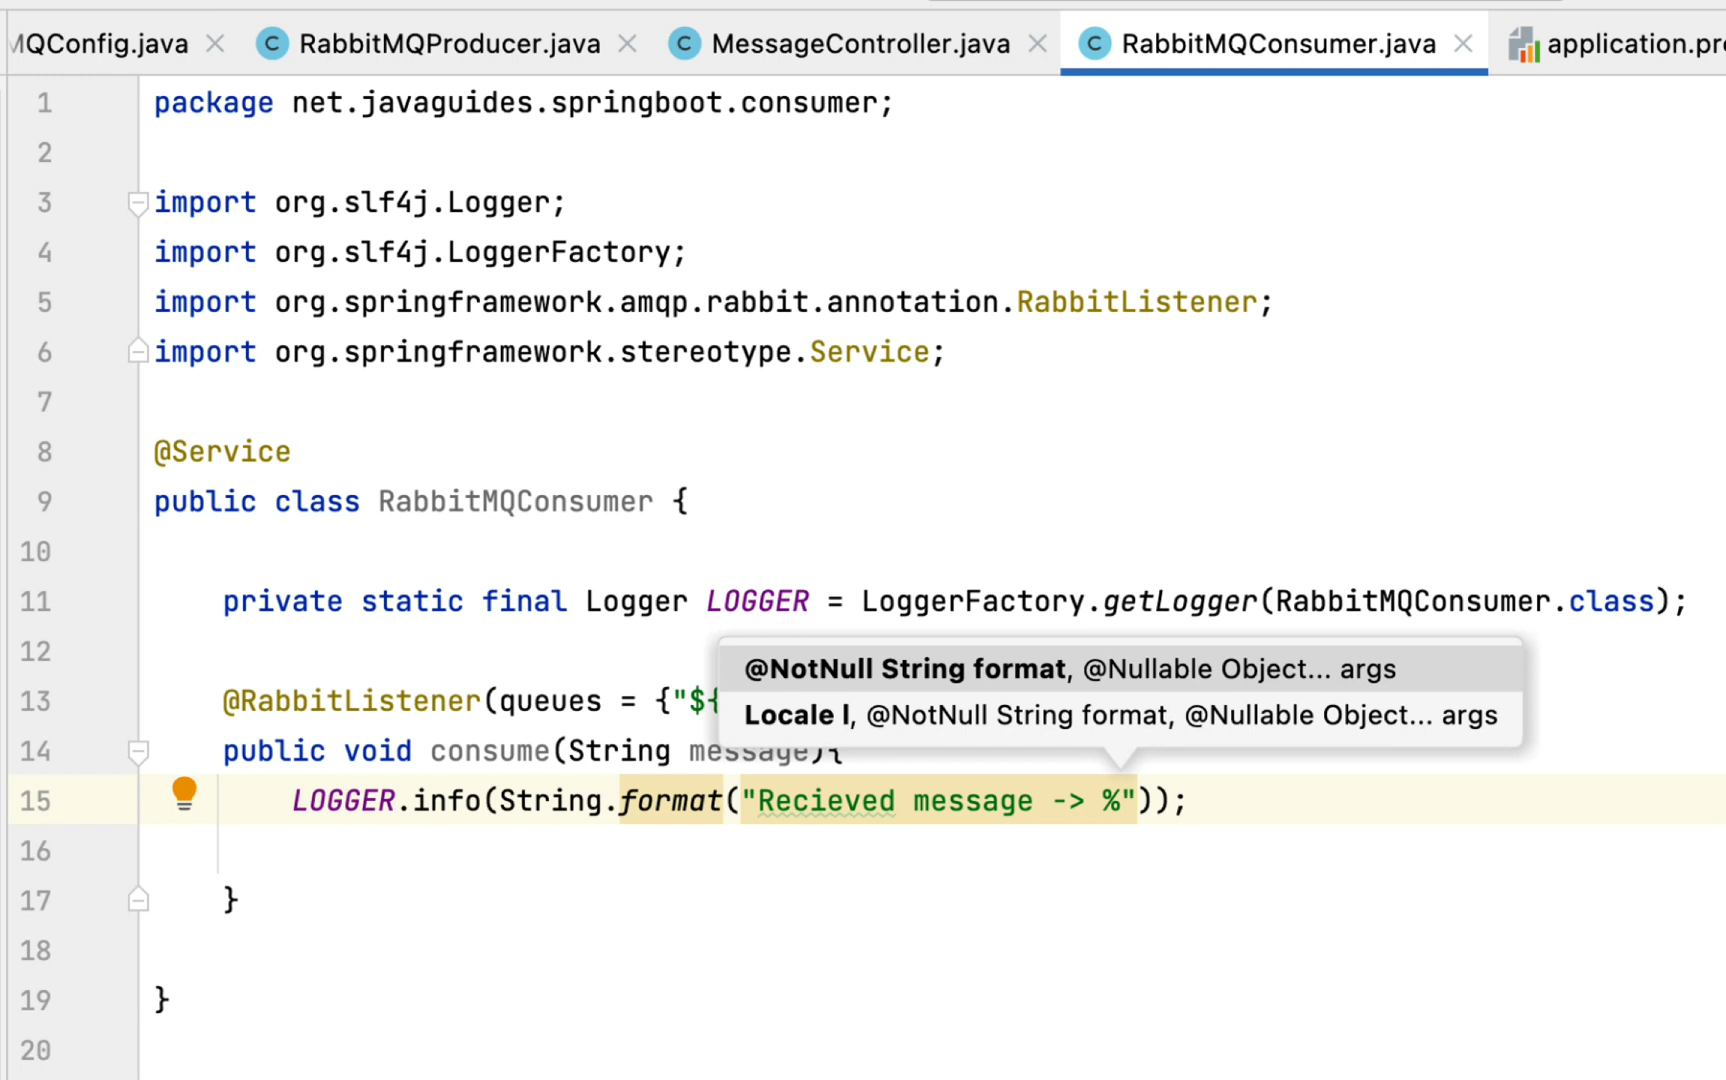 MQConfig.java RabbitMQProducer.java MessageController.java RabbitMQConsumer.java
1 package net.javaguides.springboot.consumer;
2
3 import org.slf4j.Logger;
4 import org.slf4j.LoggerFactory;
5 import org.springframework.amqp.rabbit.annotation.RabbitListener;
6 import org.springframework.stereotype.Service;
7
8 @Service
9 public class RabbitMQConsumer {
10
11 private static final Logger LOGGER = LoggerFactory.getLogger(RabbitMQConsumer.class);
12
@NotNull String format, @Nullable Object... args
13 @RabbitListener(queues = {"${
Locale l, @NotNull String format, @Nullable Object... args
14 public void consume(String message){
15 LOGGER.info(String.format("Recieved message -> %"));
16
17 }
18
19 }
20